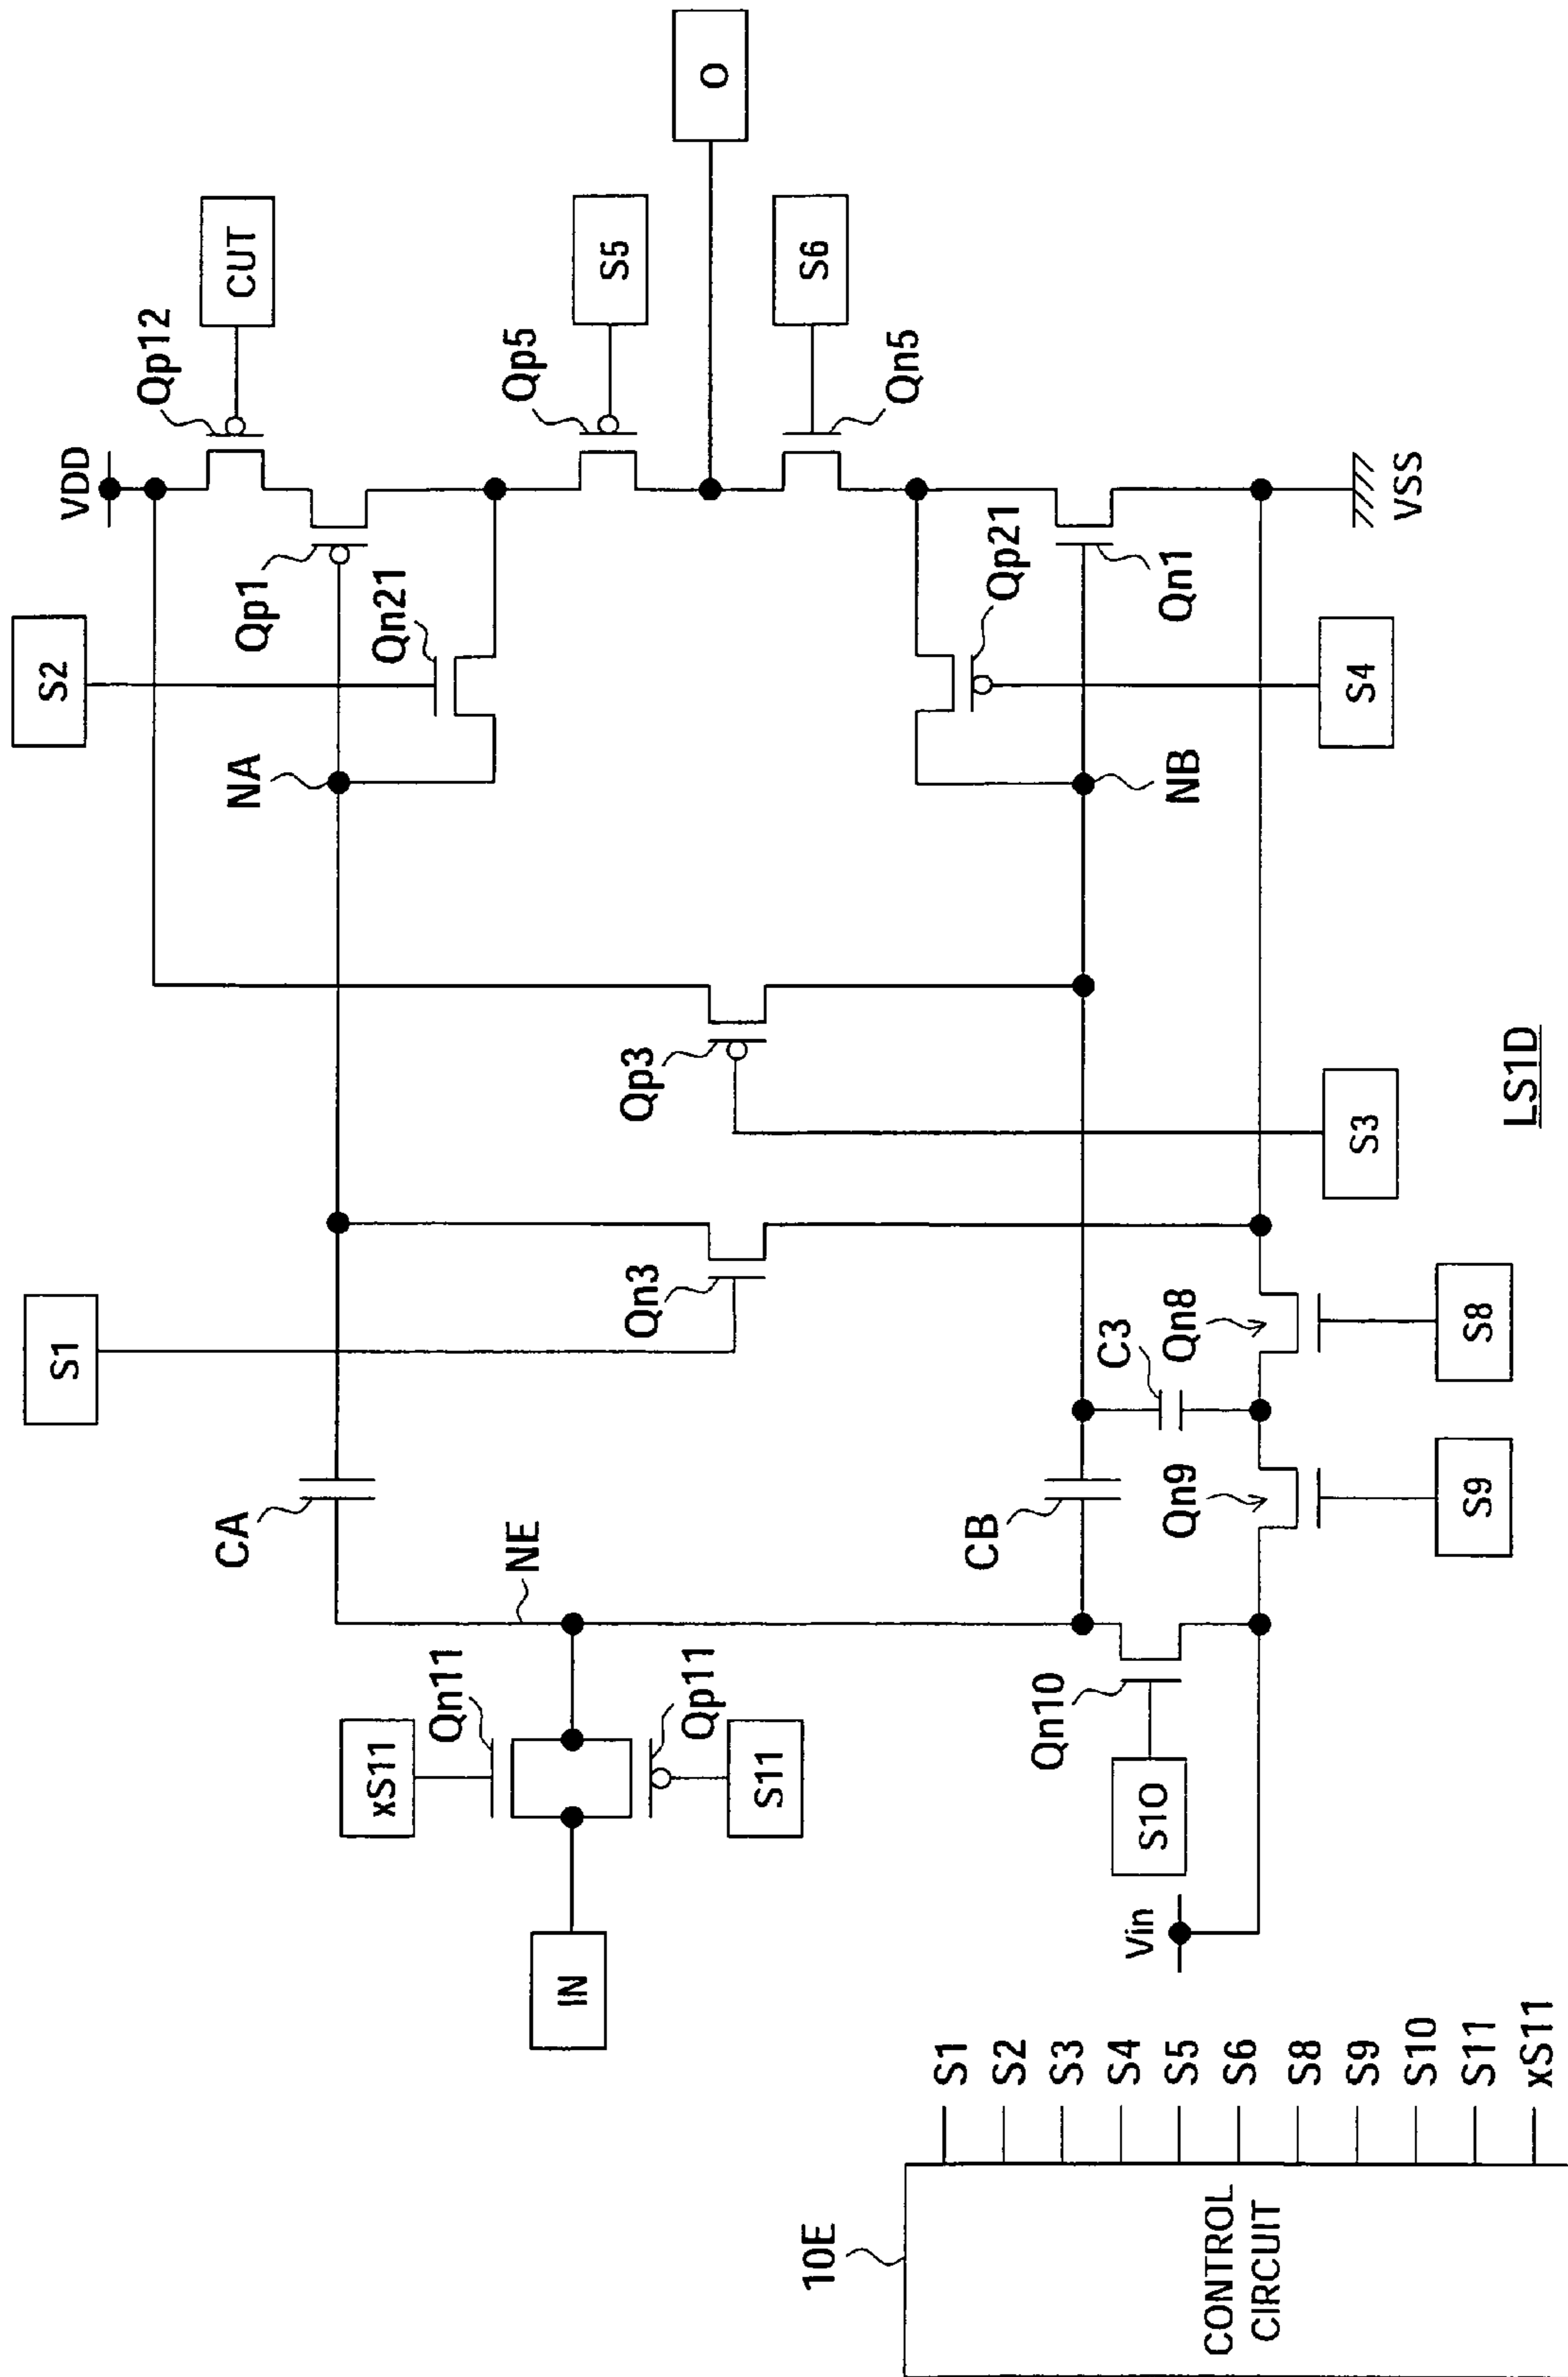 S1
S2
VDD
Qp12
CUT
Qp1
Qn21
NA
CA
NE
xS11
Qn11
Qp11
S11
IN
Qn3
Qp3
Qp5
S5
O
S6
Qn5
Qp21
NB
Qn1
S4
VSS
CB
C3
Qn8
Qn9
S3
S8
S9
Qn10
S10
Vin
10E
CONTROL
CIRCUIT
S1
S2
S3
S4
S5
S6
S8
S9
S10
S11
xS11
LS1D